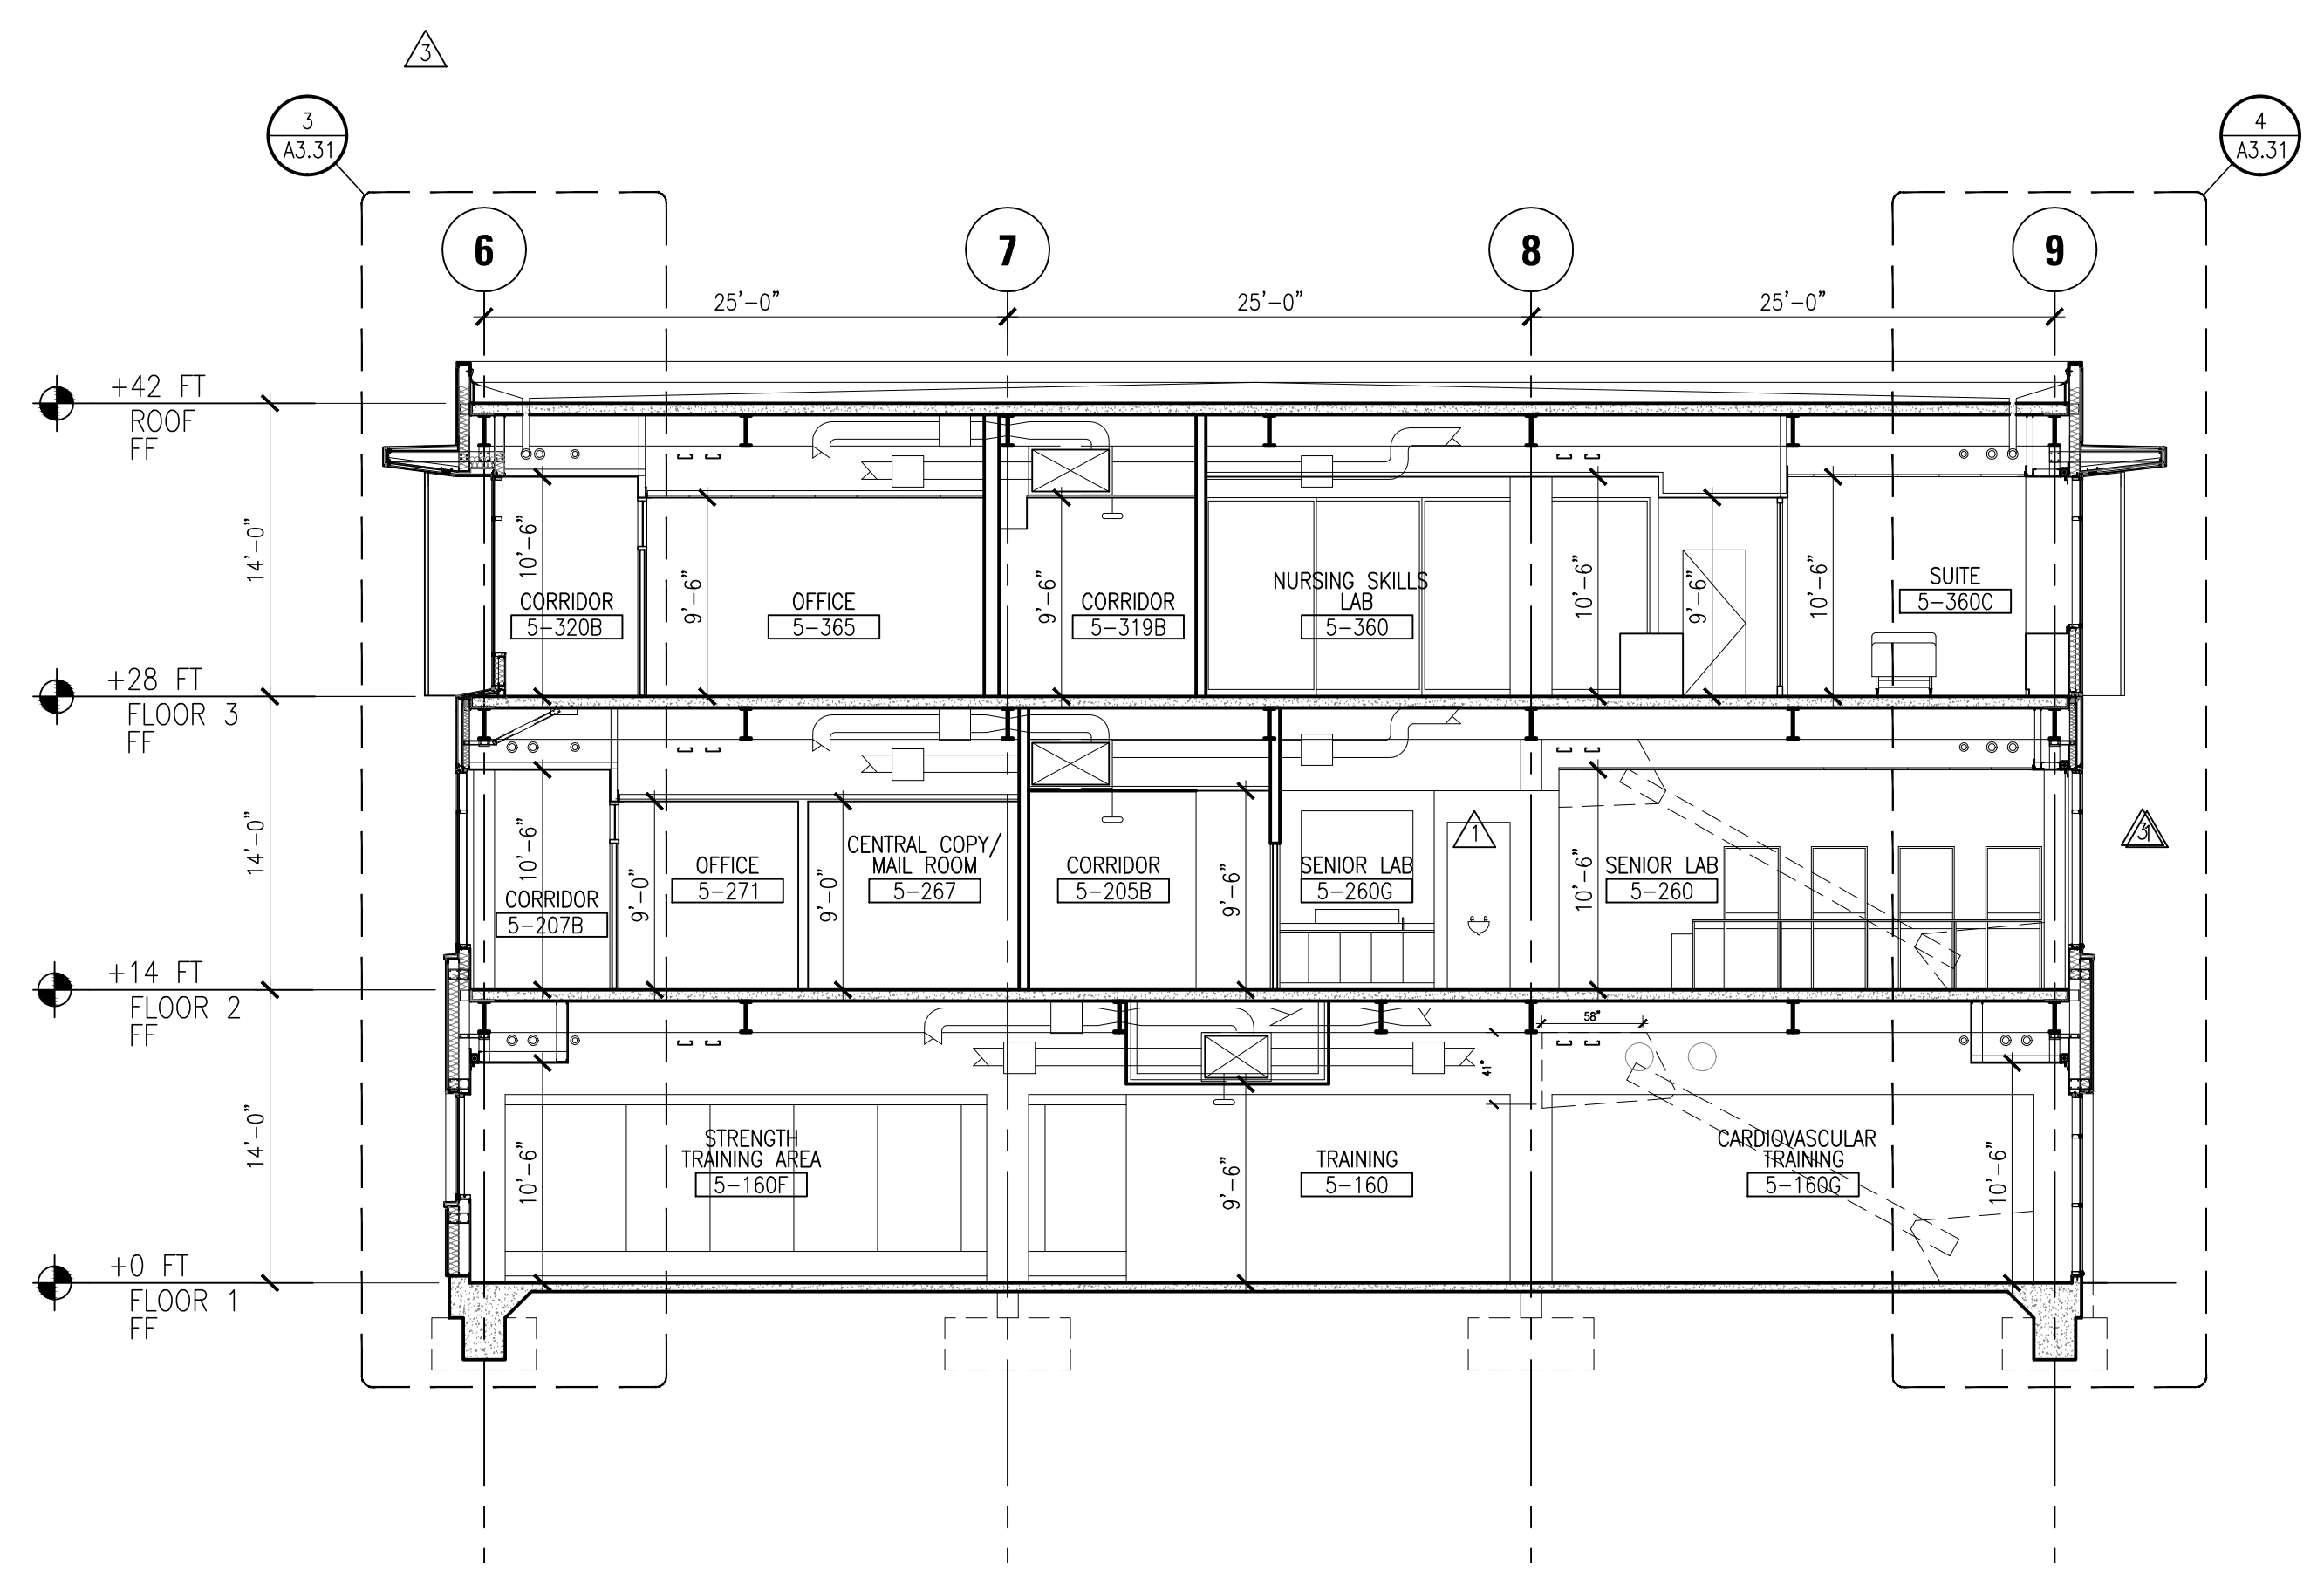 3
3
A3.31
4
A3.31
6
7
8
9
25'-0"
25'-0"
25'-0"
+42 FT
ROOF
FF
14'-0"
10'-6"
CORRIDOR
5-320B
9'-6"
OFFICE
5-365
9'-6"
CORRIDOR
5-319B
NURSING SKILLS
LAB
5-360
10'-6"
9'-6"
10'-6"
SUITE
5-360C
+28 FT
FLOOR 3
FF
14'-0"
10'-6"
CORRIDOR
5-207B
9'-0"
OFFICE
5-271
9'-0"
CENTRAL COPY/
MAIL ROOM
5-267
CORRIDOR
5-205B
9'-6"
SENIOR LAB
5-260G
1
10'-6"
SENIOR LAB
5-260
3
1
+14 FT
FLOOR 2
FF
14'-0"
58"
41"
10'-6"
STRENGTH
TRAINING AREA
5-160F
9'-6"
TRAINING
5-160
CARDIOVASCULAR
TRAINING
5-160G
10'-6"
+0 FT
FLOOR 1
FF